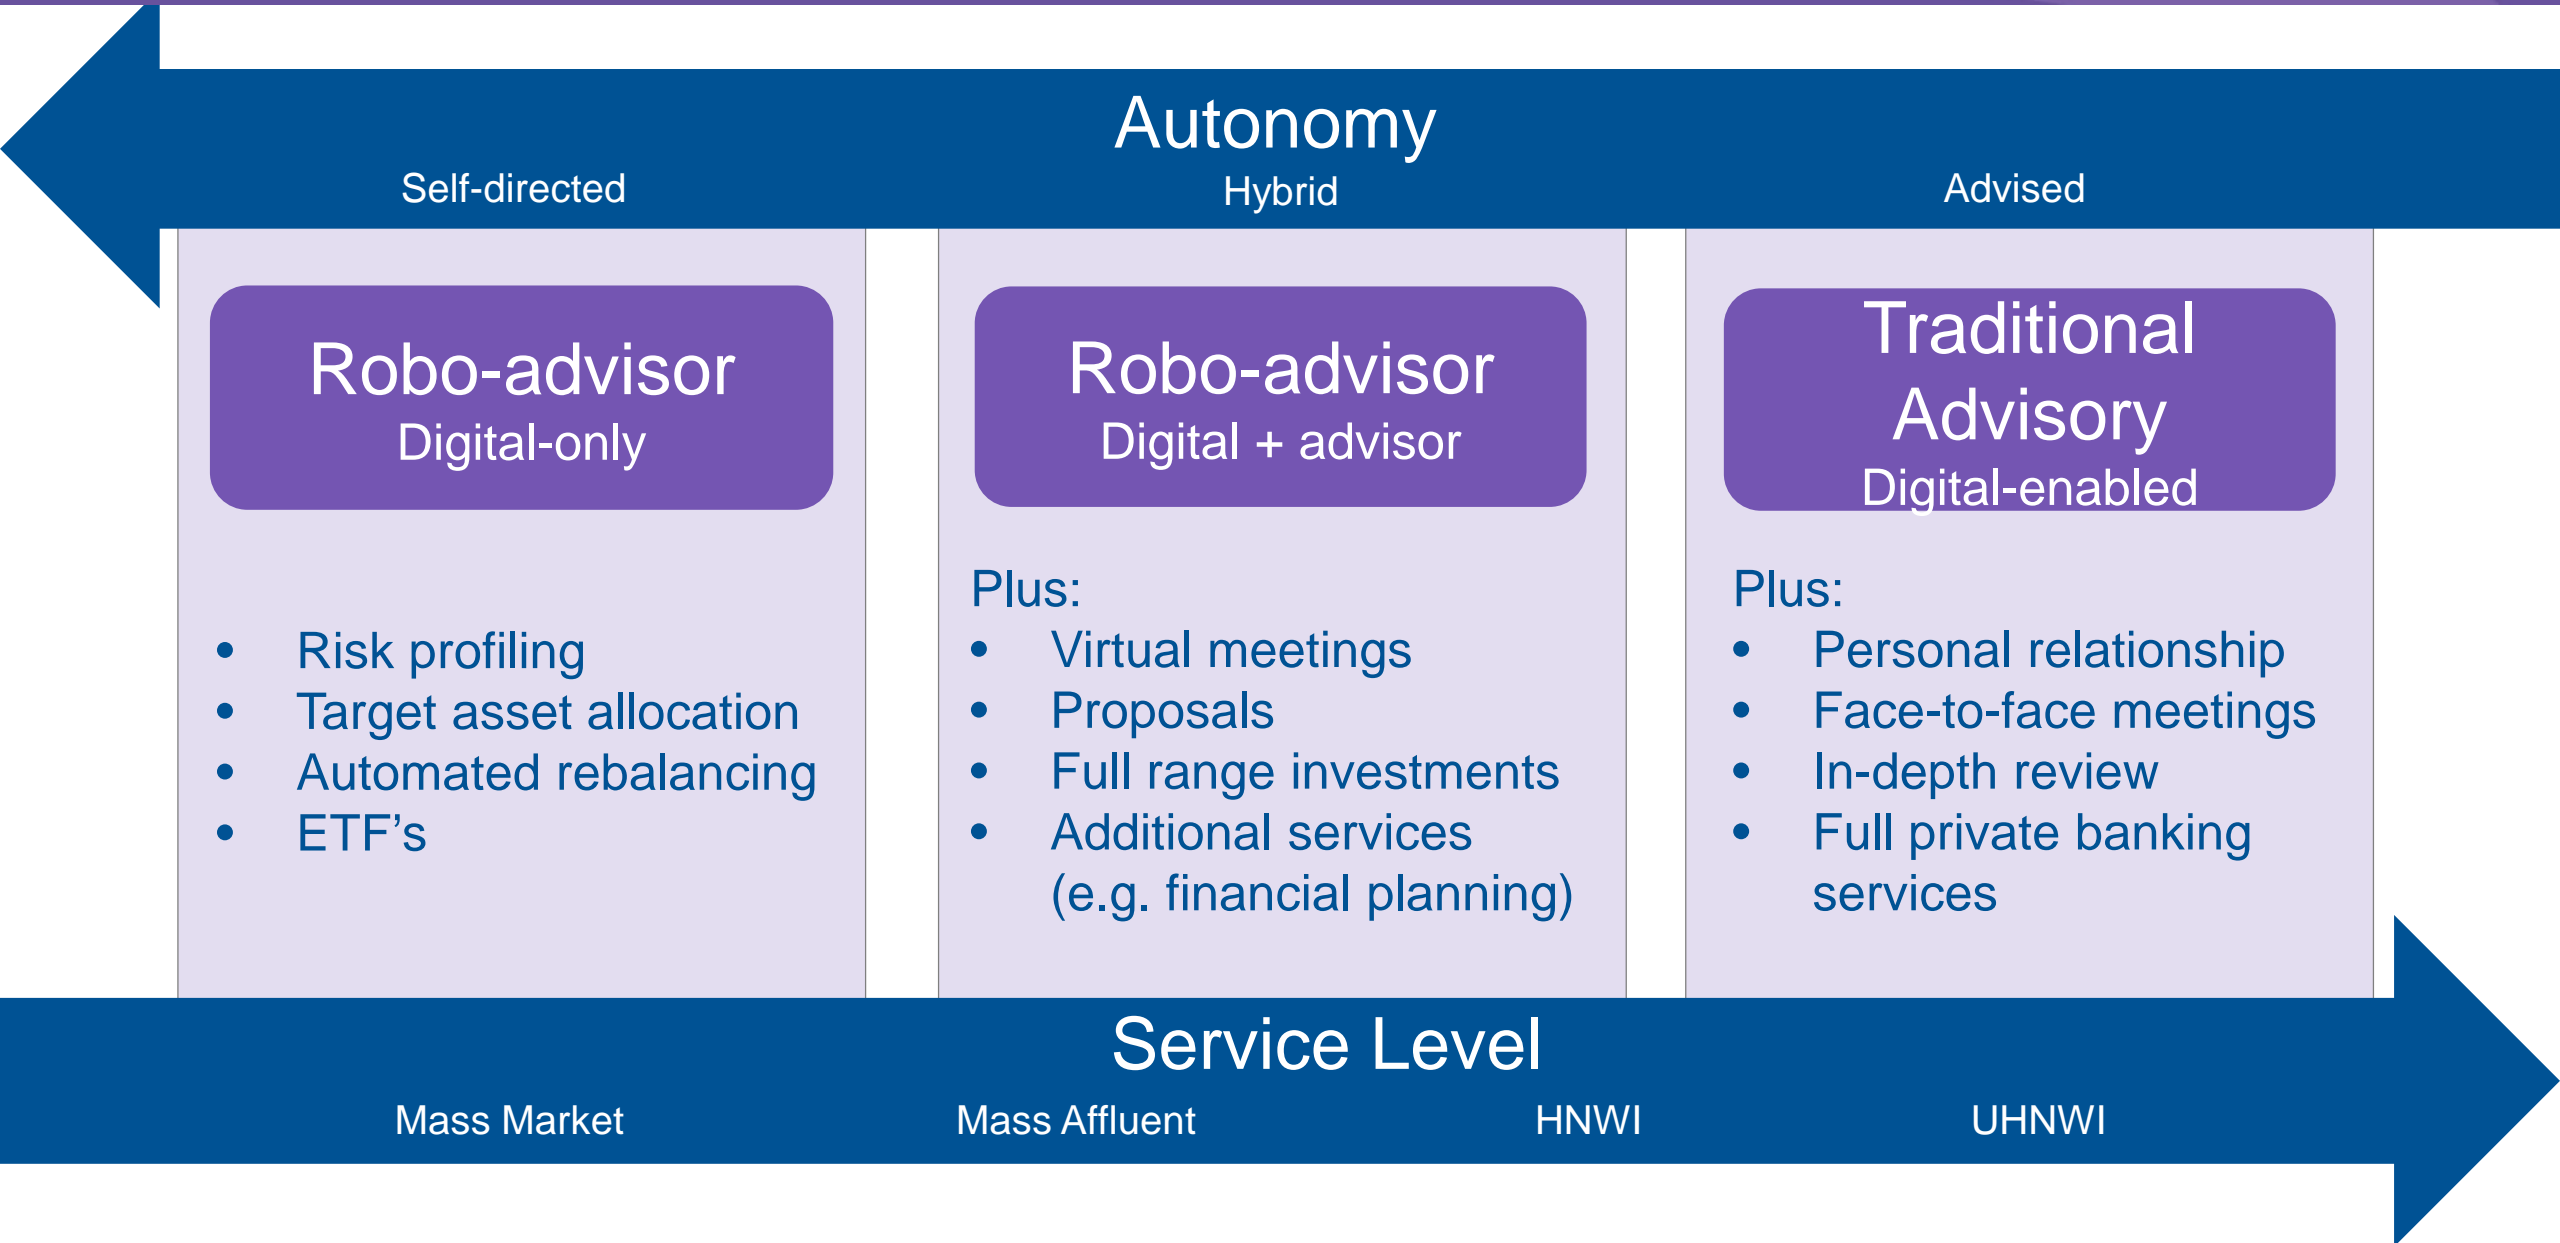 Autonomy
Self-directed
Hybrid
Advised
Robo-advisor
Digital-only
• Risk profiling
• Target asset allocation
• Automated rebalancing
• ETF’s
Robo-advisor
Digital + advisor
Plus:
• Virtual meetings
• Proposals
• Full range investments
• Additional services
(e.g. financial planning)
Traditional
Advisory
Digital-enabled
Plus:
• Personal relationship
• Face-to-face meetings
• In-depth review
• Full private banking
services
Service Level
Mass Market
Mass Affluent
HNWI
UHNWI